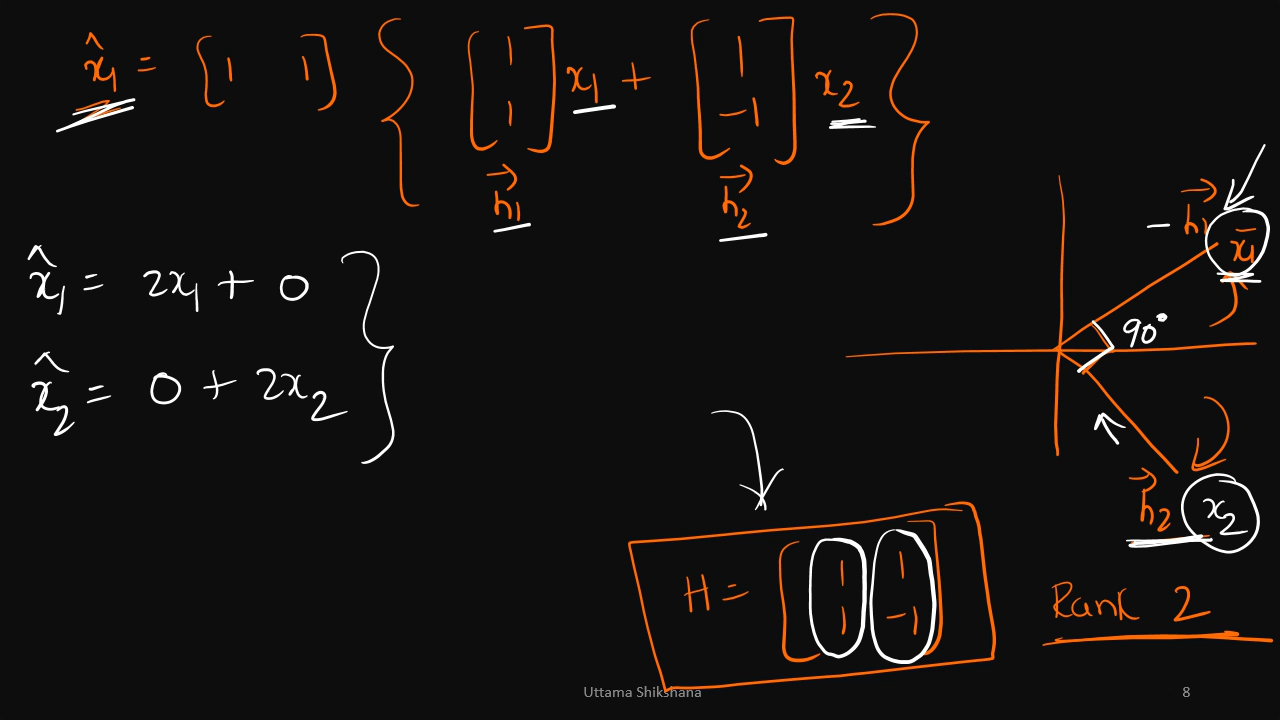 x̂₁ = [1 1] { [1 1] x₁ + [1 -1] x₂ }
h⃗₁ h⃗₂
x̂₁ = 2x₁ + 0
x̂₂ = 0 + 2x₂
- h⃗₁ x̄₁
90°
h⃗₂ x₂
H = [1 1
1 -1]
Rank 2
Uttama Shikshana
8